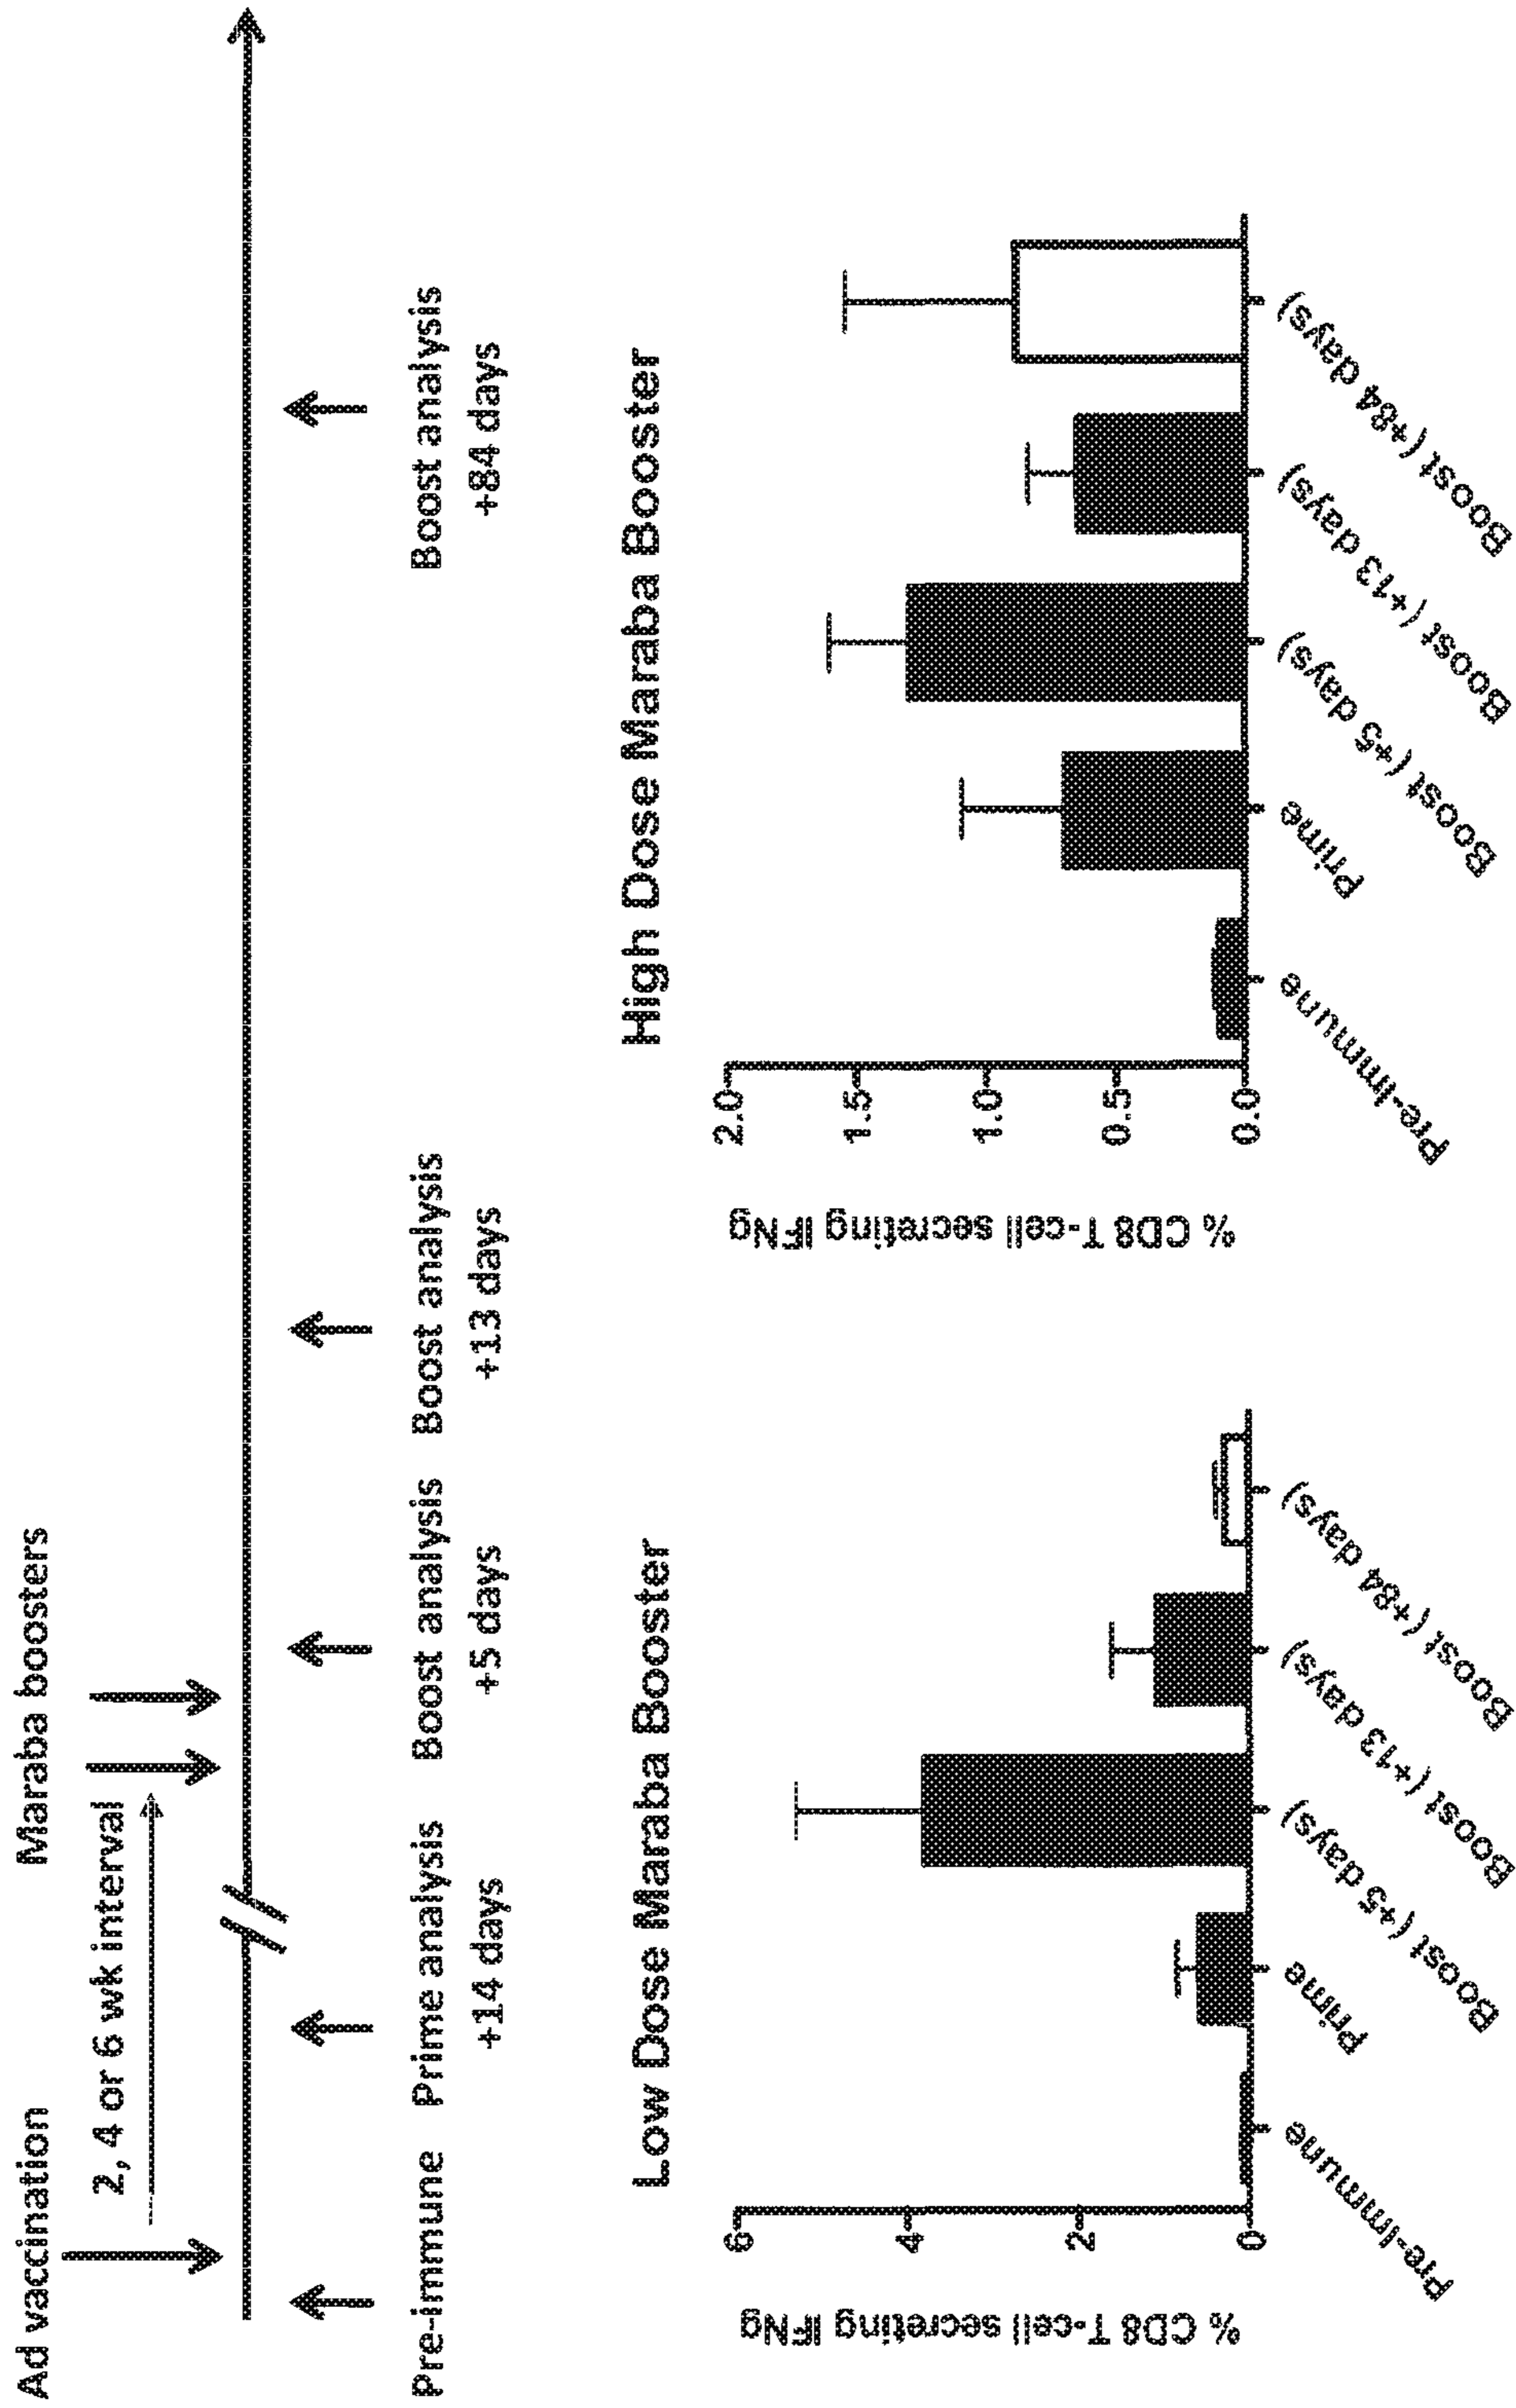 Ad vaccination
Maraba boosters
2, 4 or 6 wk interval
Pre-immune
Prime analysis
+14 days
Boost analysis
+5 days
Boost analysis
+13 days
Boost analysis
+84 days
Low Dose Maraba Booster
% CD8 T-cell secreting IFNg
6
4
2
0
Pre-Immune
Prime
Boost (+5 days)
Boost (+13 days)
Boost (+84 days)
High Dose Maraba Booster
% CD8 T-cell secreting IFNg
2.0
1.5
1.0
0.5
0.0
Pre-Immune
Prime
Boost (+5 days)
Boost (+13 days)
Boost (+84 days)